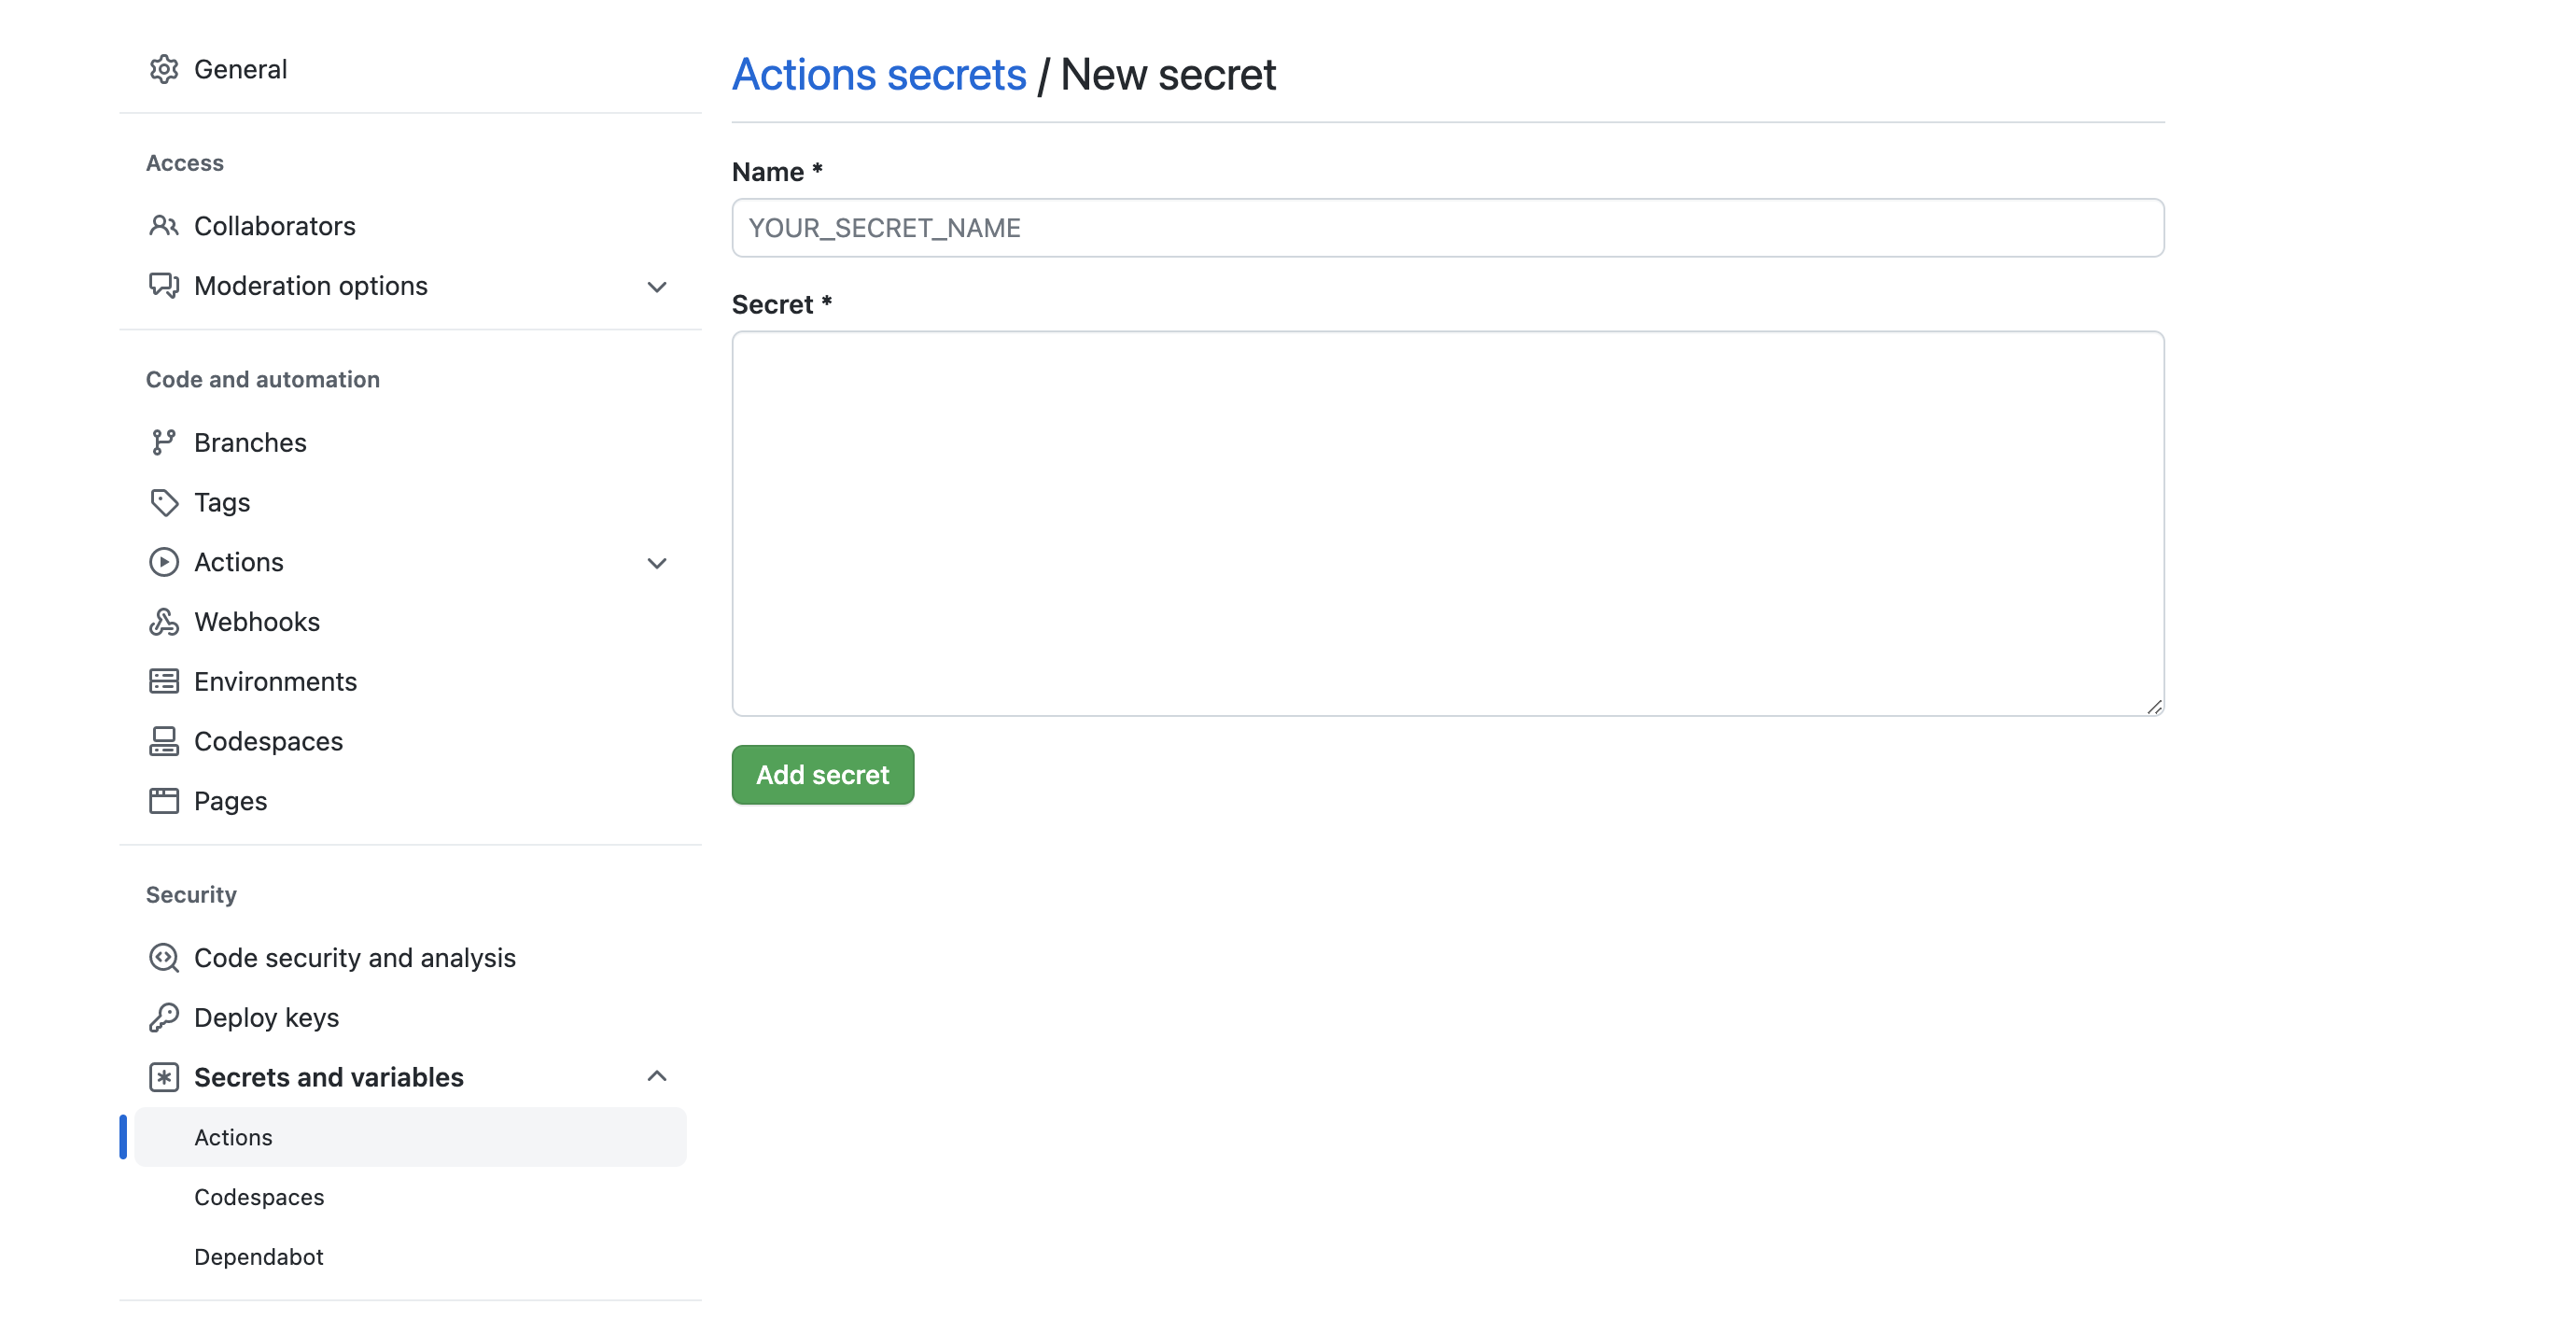 General
Access
Collaborators
Moderation options
Code and automation
Branches
Tags
Actions
Webhooks
Environments
Codespaces
Pages
Security
Code security and analysis
Deploy keys
Secrets and variables
Actions
Codespaces
Dependabot
Actions secrets / New secret
Name *
YOUR_SECRET_NAME
Secret *
Add secret